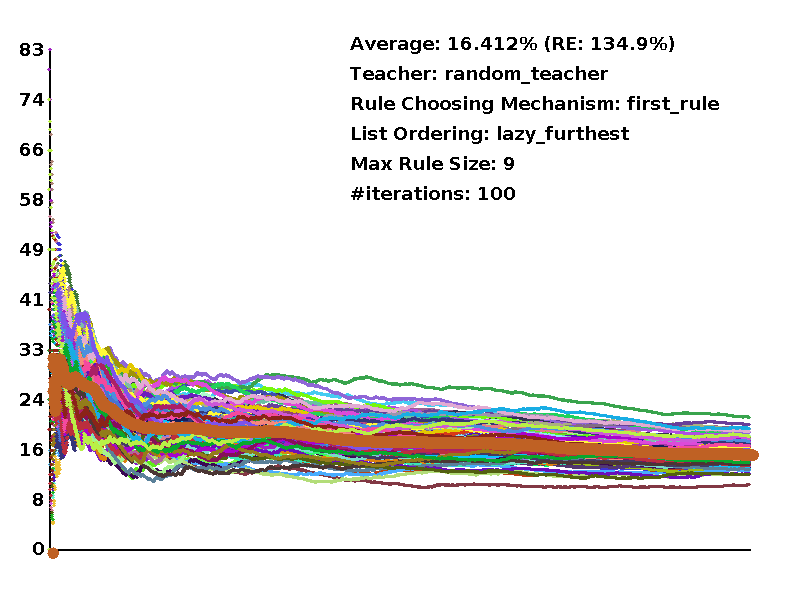 Average: 16.412% (RE: 134.9%)
Teacher: random_teacher
Rule Choosing Mechanism: first_rule
List Ordering: lazy_furthest
Max Rule Size: 9
#iterations: 100
83
74
66
58
49
41
33
24
16
8
0